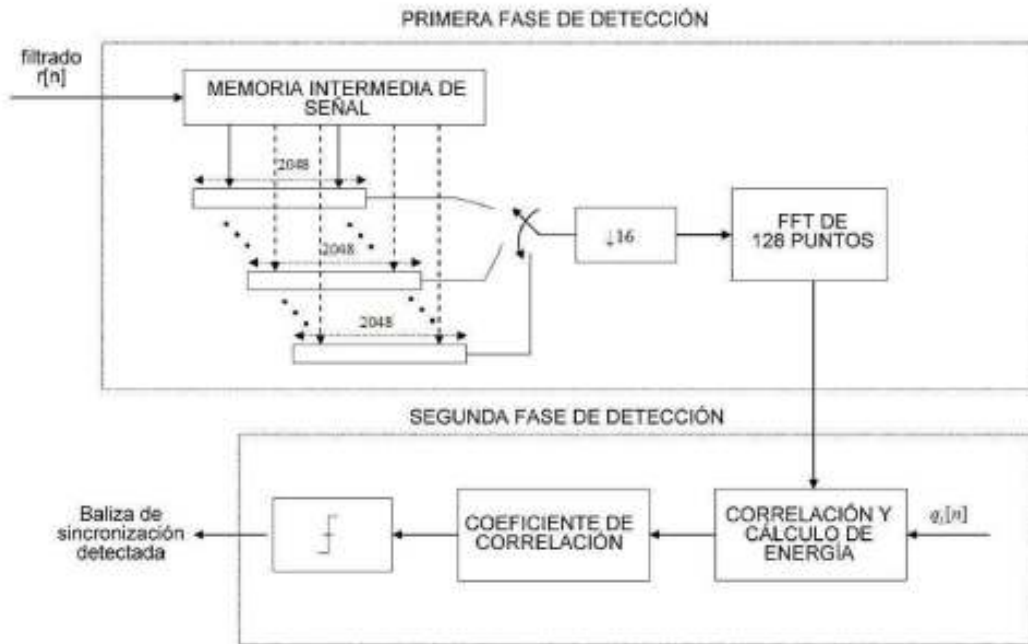 PRIMERA FASE DE DETECCIÓN
filtrado
r[n]
MEMORIA INTERMEDIA DE
SEÑAL
2048
2048
2048
↓16
FFT DE
128 PUNTOS
SEGUNDA FASE DE DETECCIÓN
Baliza de
sincronización
detectada
COEFICIENTE DE
CORRELACIÓN
CORRELACIÓN Y
CÁLCULO DE
ENERGÍA
q_i[n]